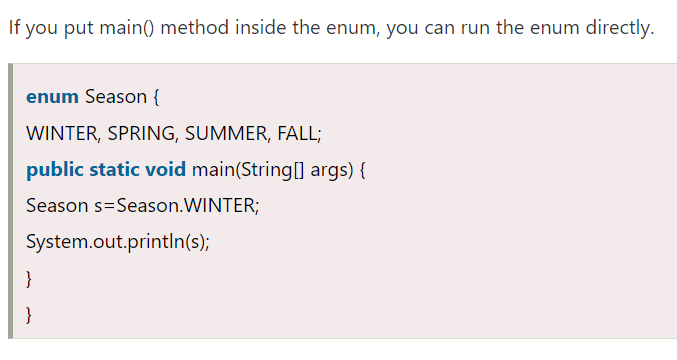 If you put main() method inside the enum, you can run the enum directly.
enum Season {
WINTER, SPRING, SUMMER, FALL;
public static void main(String[] args) {
Season s=Season.WINTER;
System.out.println(s);
}
}